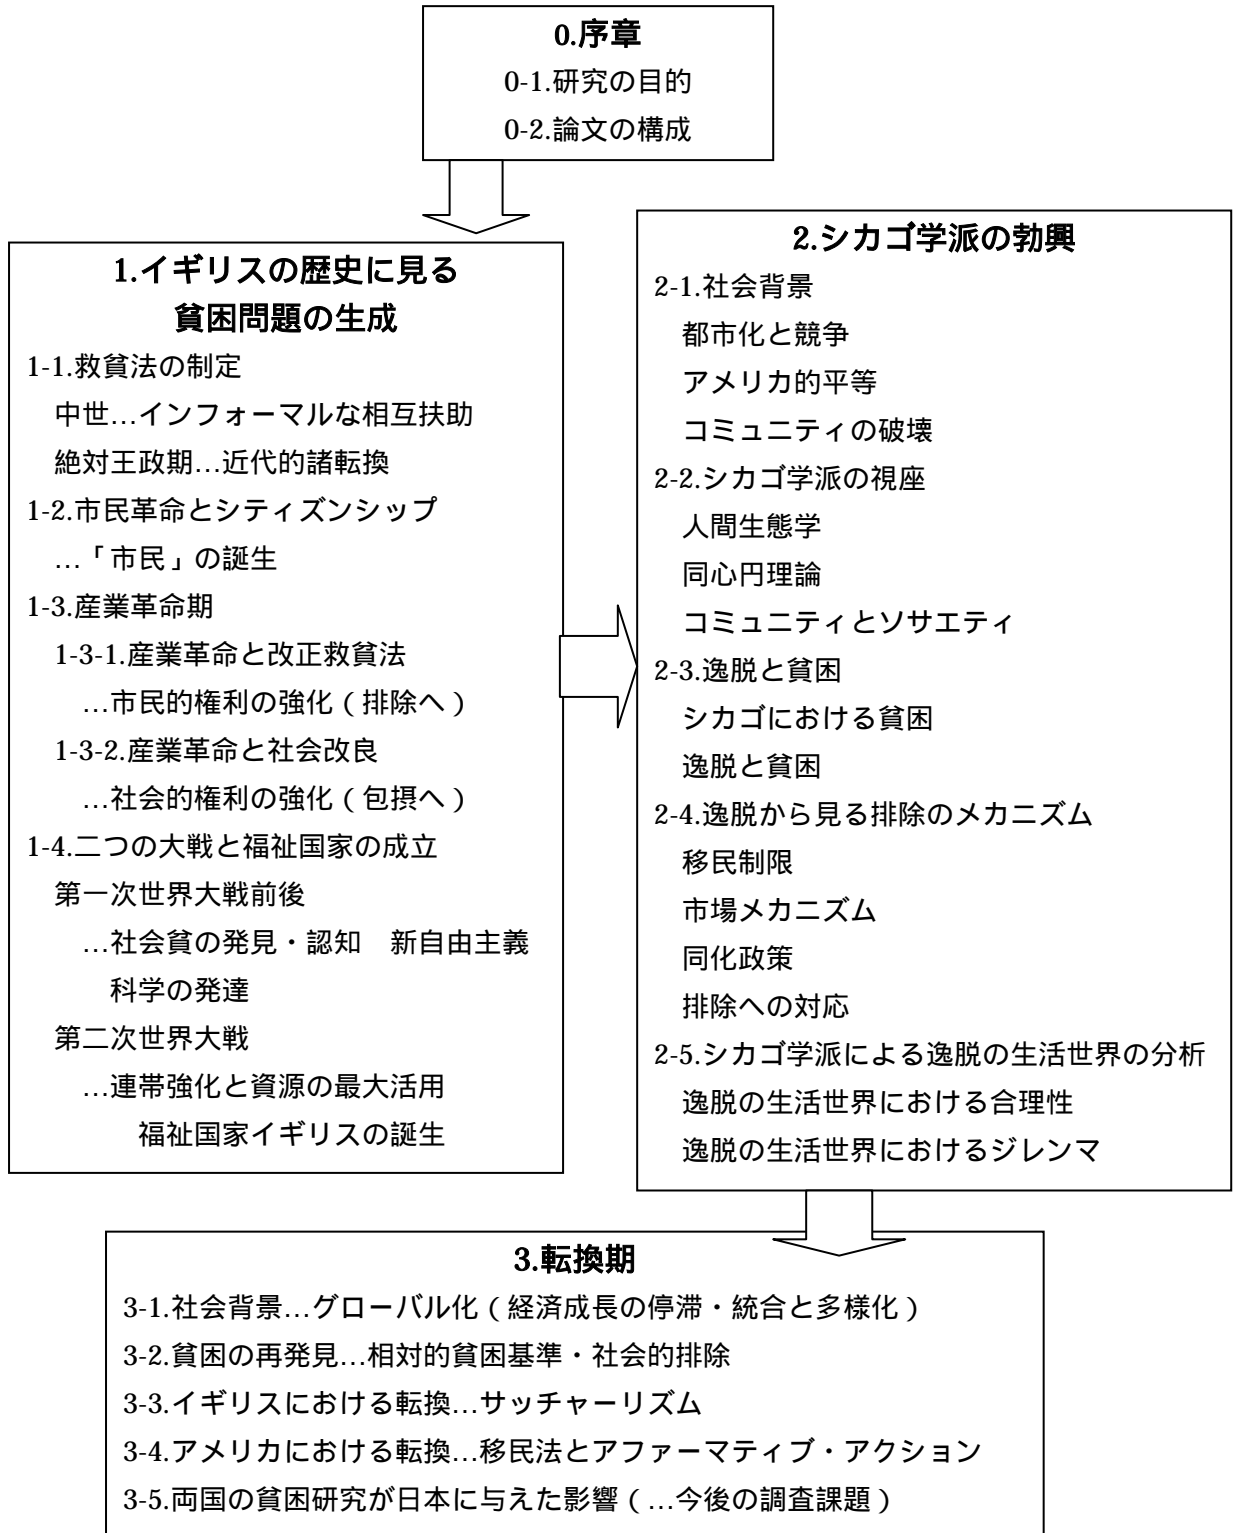 0.序章
0-1.研究の目的
0-2.論文の構成
1.イギリスの歴史に見る
貧困問題の生成
1-1.救貧法の制定
中世…インフォーマルな相互扶助
絶対王政期…近代的諸転換
1-2.市民革命とシティズンシップ
…「市民」の誕生
1-3.産業革命期
1-3-1.産業革命と改正救貧法
…市民的権利の強化（排除へ）
1-3-2.産業革命と社会改良
…社会的権利の強化（包摂へ）
1-4.二つの大戦と福祉国家の成立
第一次世界大戦前後
…社会貧の発見・認知　新自由主義
科学の発達
第二次世界大戦
…連帯強化と資源の最大活用
福祉国家イギリスの誕生
2.シカゴ学派の勃興
2-1.社会背景
都市化と競争
アメリカ的平等
コミュニティの破壊
2-2.シカゴ学派の視座
人間生態学
同心円理論
コミュニティとソサエティ
2-3.逸脱と貧困
シカゴにおける貧困
逸脱と貧困
2-4.逸脱から見る排除のメカニズム
移民制限
市場メカニズム
同化政策
排除への対応
2-5.シカゴ学派による逸脱の生活世界の分析
逸脱の生活世界における合理性
逸脱の生活世界におけるジレンマ
3.転換期
3-1.社会背景…グローバル化（経済成長の停滞・統合と多様化）
3-2.貧困の再発見…相対的貧困基準・社会的排除
3-3.イギリスにおける転換…サッチャーリズム
3-4.アメリカにおける転換…移民法とアファーマティブ・アクション
3-5.両国の貧困研究が日本に与えた影響（…今後の調査課題）